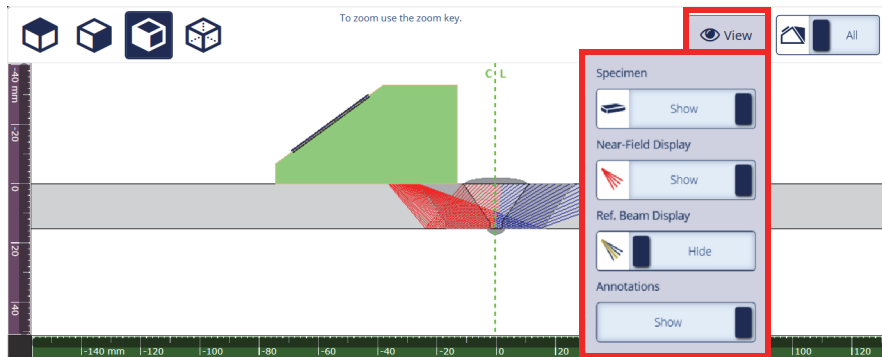 To zoom use the zoom key.
View
All
Specimen
Show
Near-Field Display
Show
Ref. Beam Display
Hide
Annotations
Show
C L
-40 mm
-20
0
20
40
-140 mm -120 -100 -80 -60 -40 -20 0 20 100 120